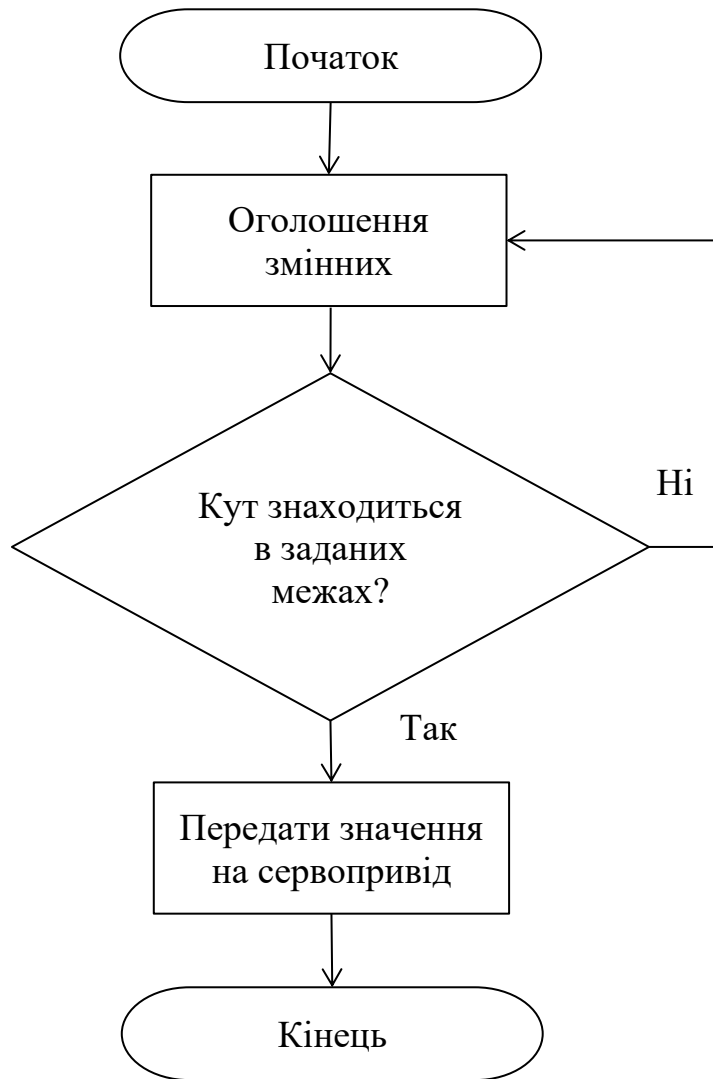 Початок
Оголошення
змінних
Кут знаходиться
в заданих
межах?
Ні
Так
Передати значення
на сервопривід
Кінець